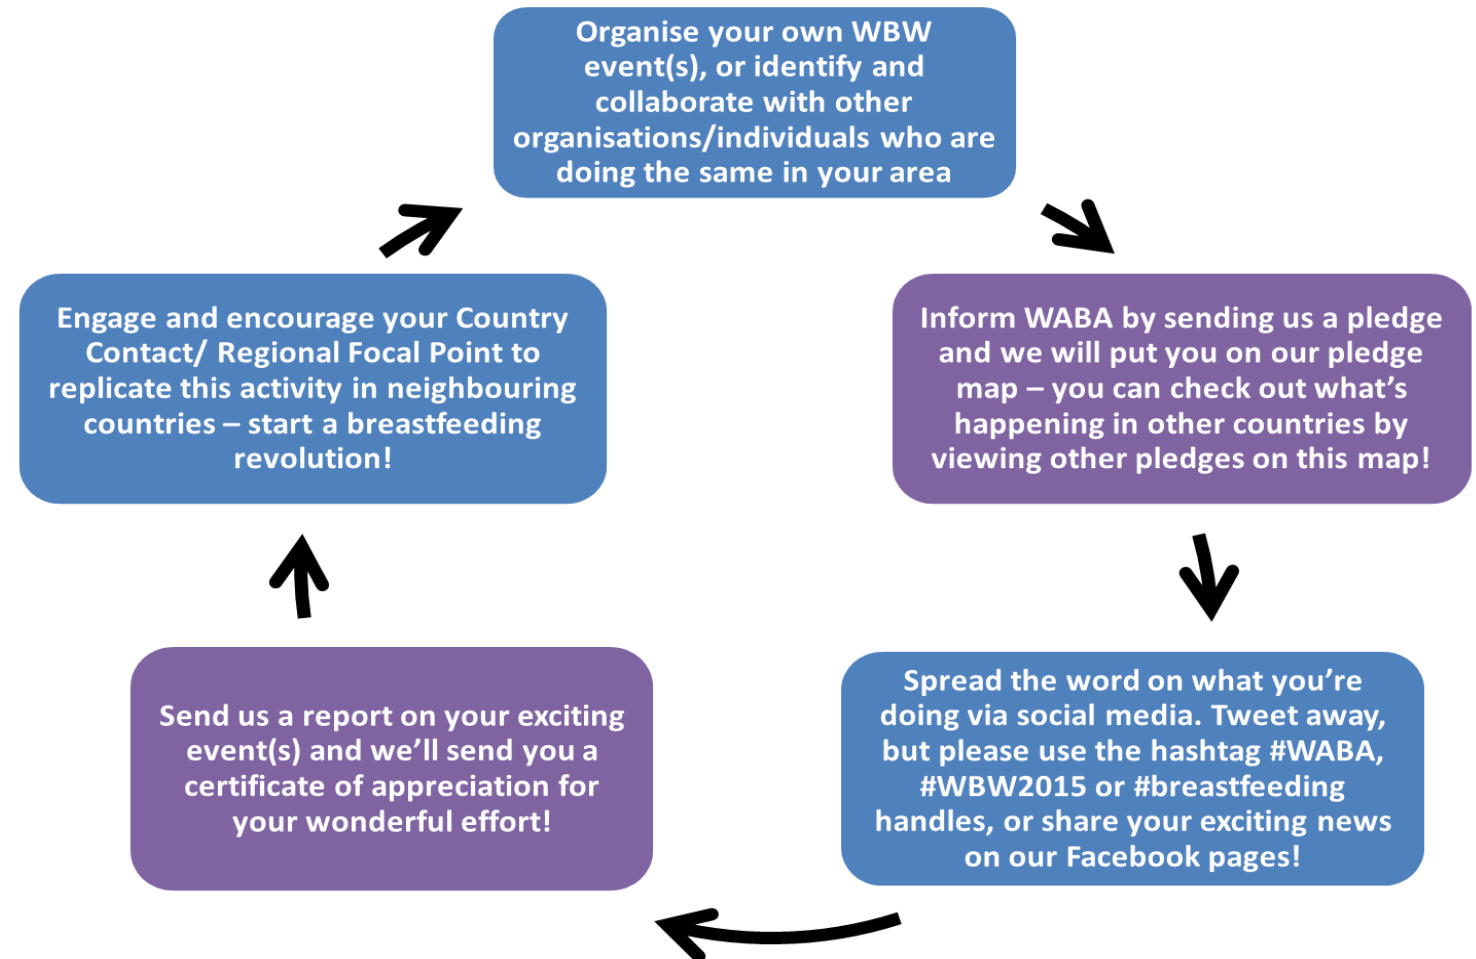 Organise your own WBW
event(s), or identify and
collaborate with other
organisations/individuals who are
doing the same in your area
Inform WABA by sending us a pledge
and we will put you on our pledge
map – you can check out what’s
happening in other countries by
viewing other pledges on this map!
Spread the word on what you’re
doing via social media. Tweet away,
but please use the hashtag #WABA,
#WBW2015 or #breastfeeding
handles, or share your exciting news
on our Facebook pages!
Send us a report on your exciting
event(s) and we’ll send you a
certificate of appreciation for
your wonderful effort!
Engage and encourage your Country
Contact/ Regional Focal Point to
replicate this activity in neighbouring
countries – start a breastfeeding
revolution!